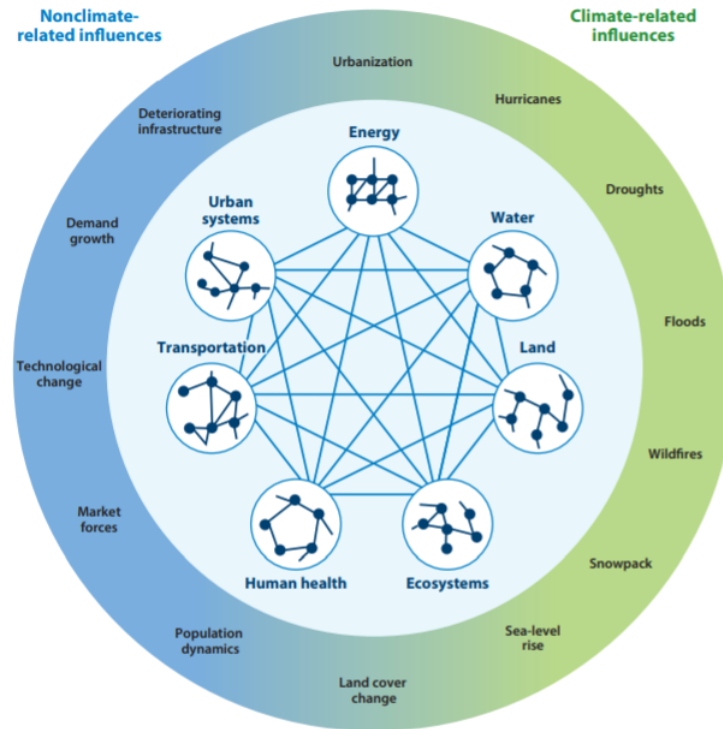 Nonclimate-
related influences
Climate-related
influences
Urbanization
Deteriorating
infrastructure
Hurricanes
Energy
Urban
systems
Water
Droughts
Demand
growth
Floods
Transportation
Land
Technological
change
Wildfires
Market
forces
Snowpack
Human health
Ecosystems
Population
dynamics
Sea-level
rise
Land cover
change